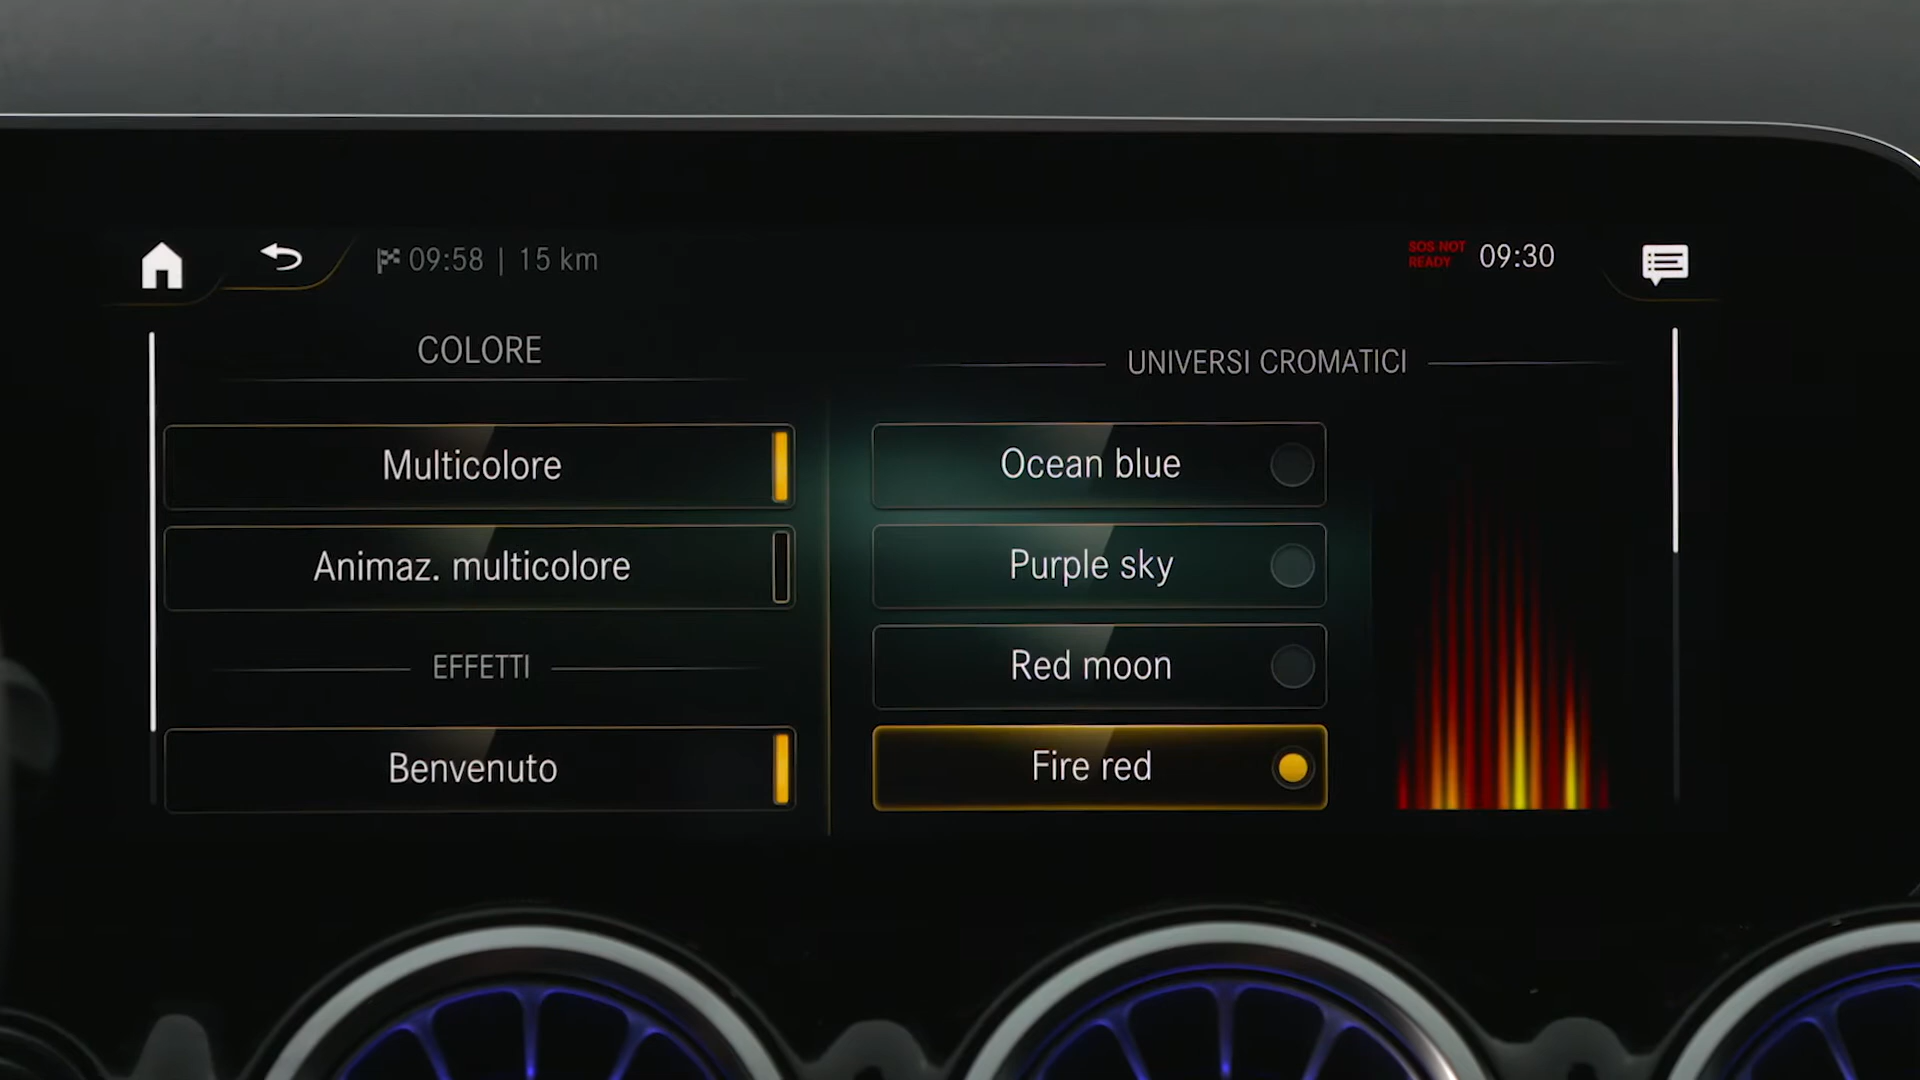 09:58 | 15 km
SOS NOT
READY
09:30
COLORE
UNIVERSI CROMATICI
Multicolore
Ocean blue
Animaz. multicolore
Purple sky
EFFETTI
Red moon
Benvenuto
Fire red